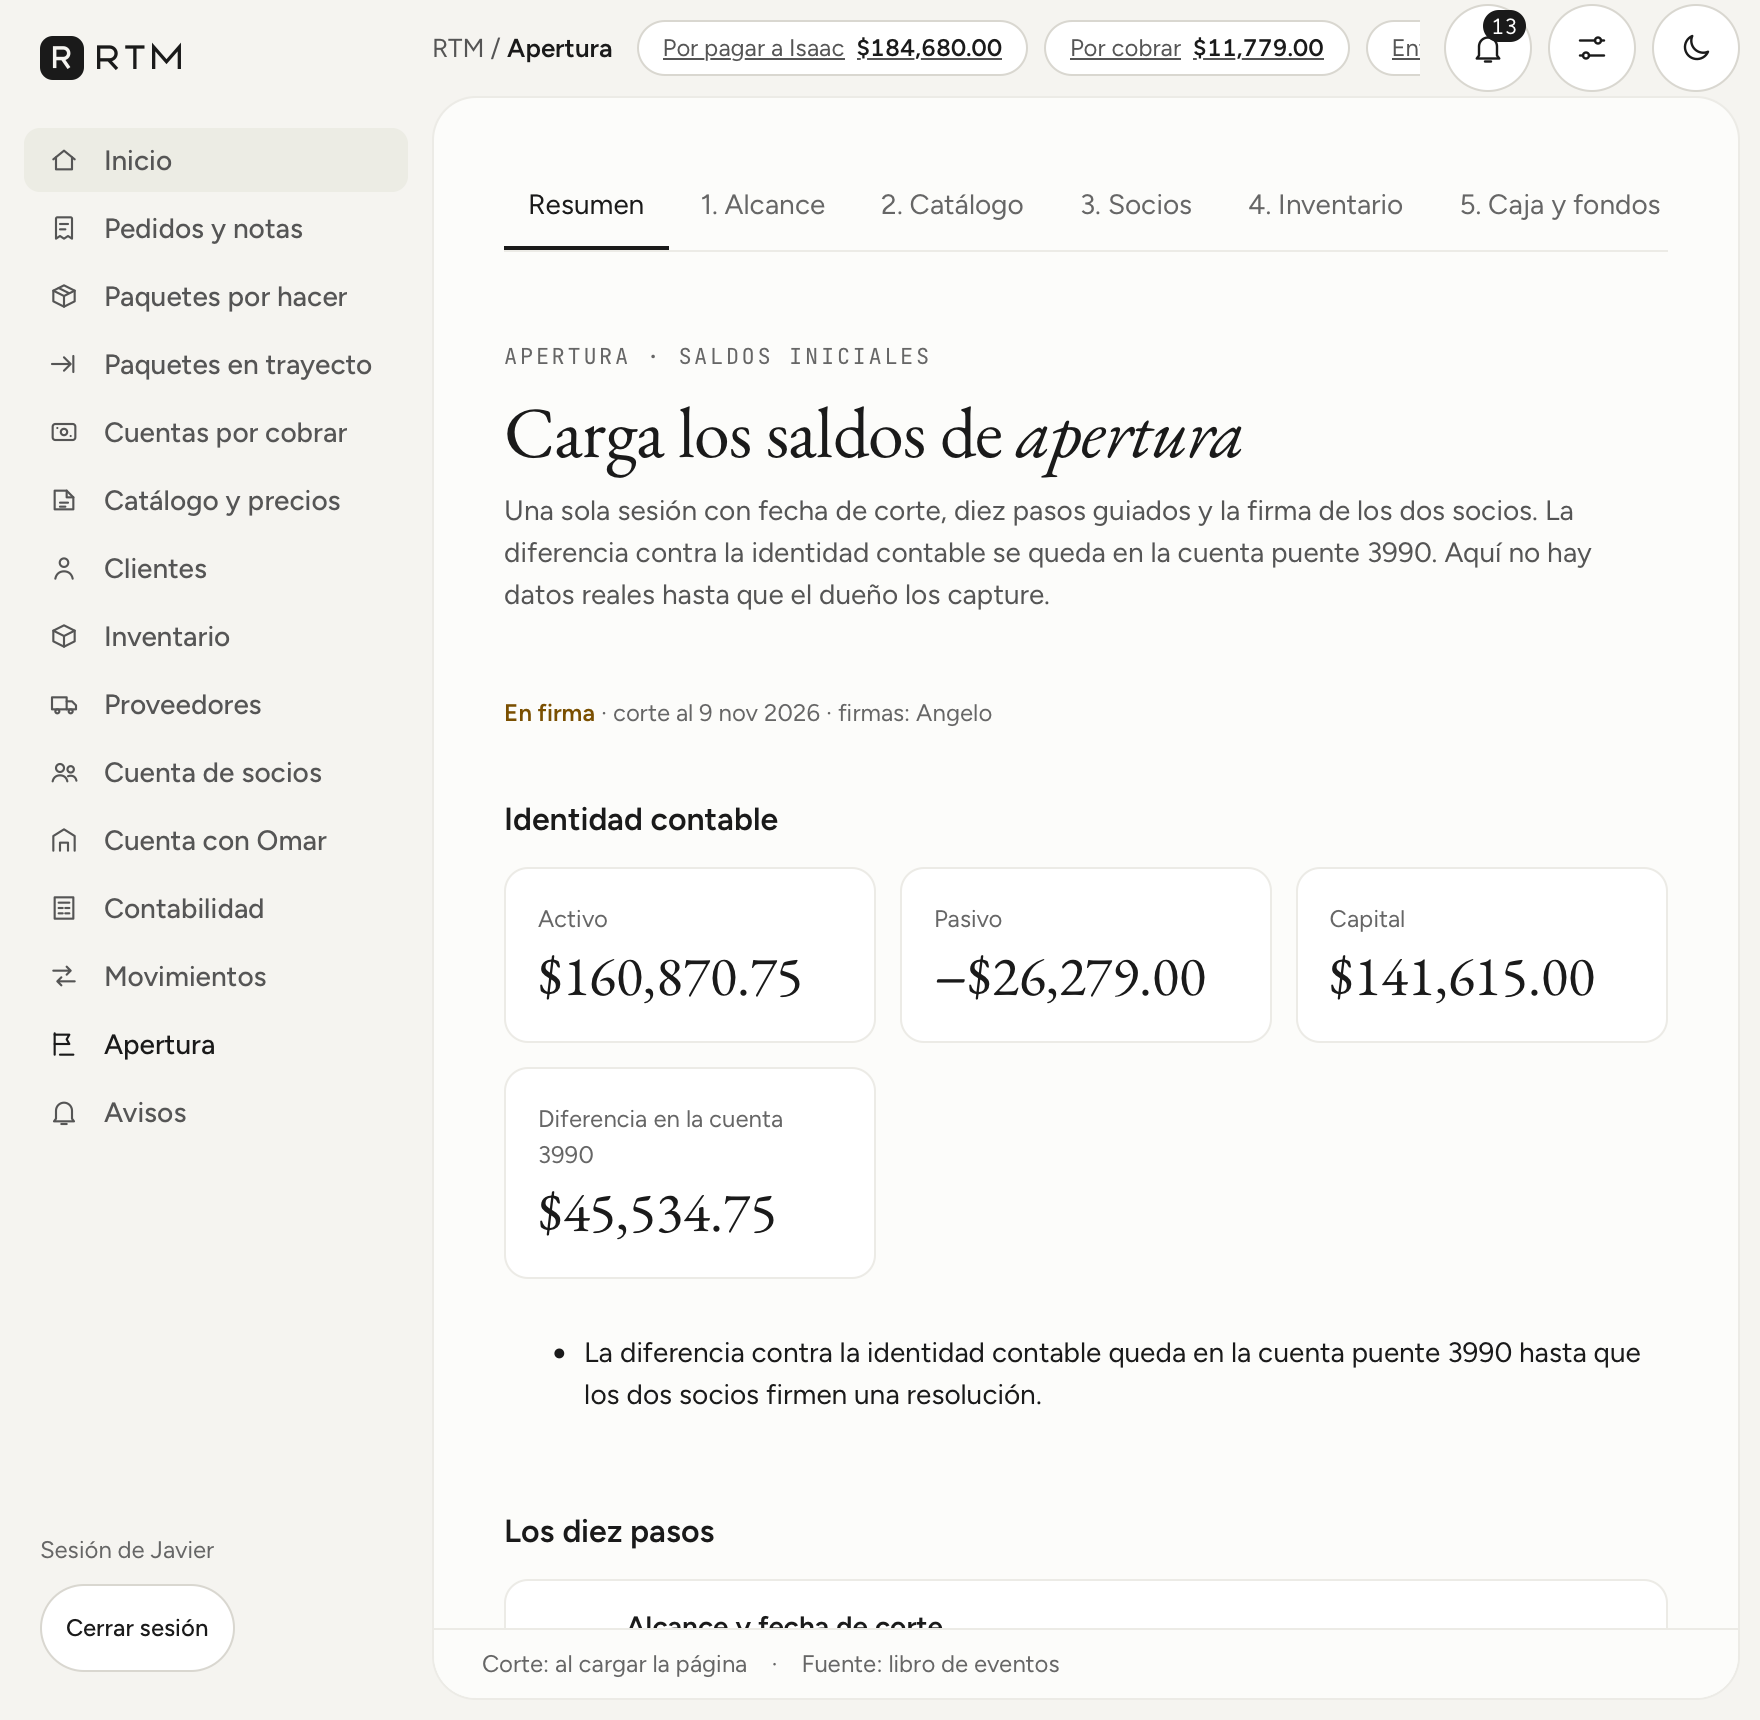 R RTM
RTM / Apertura
Por pagar a Isaac $184,680.00
Por cobrar $11,779.00
13
Inicio
Pedidos y notas
Paquetes por hacer
Paquetes en trayecto
Cuentas por cobrar
Catálogo y precios
Clientes
Inventario
Proveedores
Cuenta de socios
Cuenta con Omar
Contabilidad
Movimientos
Apertura
Avisos
Sesión de Javier
Cerrar sesión
Resumen
1. Alcance
2. Catálogo
3. Socios
4. Inventario
5. Caja y fondos
APERTURA · SALDOS INICIALES
Carga los saldos de apertura
Una sola sesión con fecha de corte, diez pasos guiados y la firma de los dos socios. La
diferencia contra la identidad contable se queda en la cuenta puente 3990. Aquí no hay
datos reales hasta que el dueño los capture.
En firma · corte al 9 nov 2026 · firmas: Angelo
Identidad contable
Activo
$160,870.75
Pasivo
–$26,279.00
Capital
$141,615.00
Diferencia en la cuenta
3990
$45,534.75
• La diferencia contra la identidad contable queda en la cuenta puente 3990 hasta que
los dos socios firmen una resolución.
Los diez pasos
Alcance y fecha de corte
Corte: al cargar la página · Fuente: libro de eventos